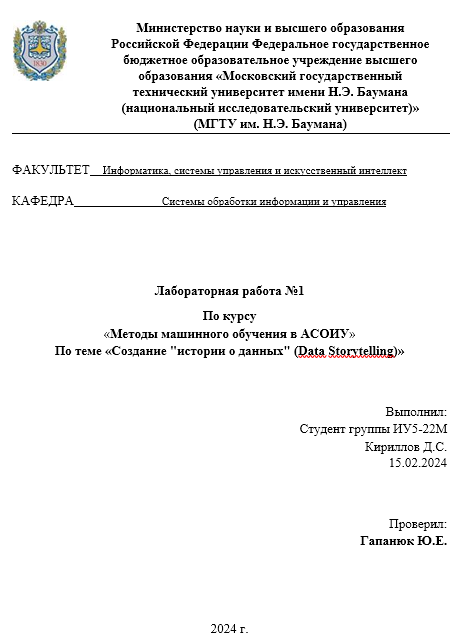 Министерство науки и высшего образования
Российской Федерации Федеральное государственное
бюджетное образовательное учреждение высшего
образования «Московский государственный
технический университет имени Н.Э. Баумана
(национальный исследовательский университет)»
(МГТУ им. Н.Э. Баумана)
1830
ФАКУЛЬТЕТ Информатика, системы управления и искусственный интеллект
КАФЕДРА Системы обработки информации и управления
Лабораторная работа №1
По курсу
«Методы машинного обучения в АСОИУ»
По теме «Создание "истории о данных" (Data Storytelling)»
Выполнил:
Студент группы ИУ5-22М
Кириллов Д.С.
15.02.2024
Проверил:
Гапанюк Ю.Е.
2024 г.